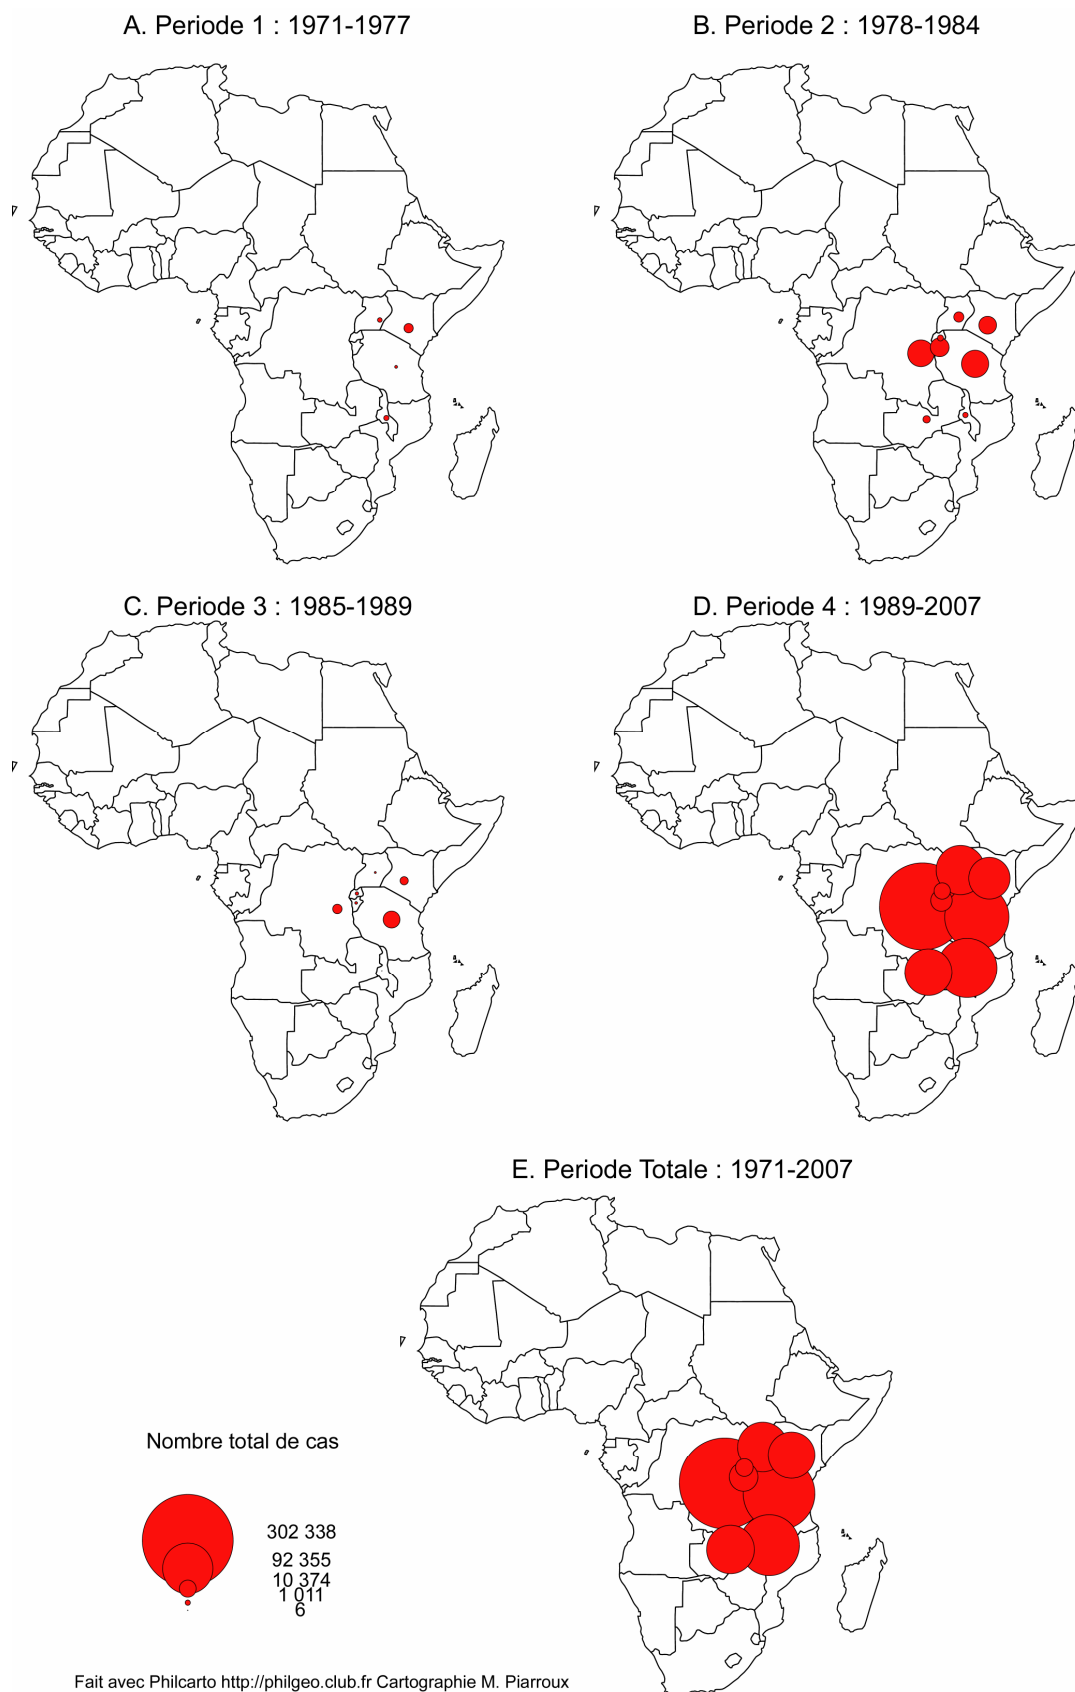 A. Periode 1 : 1971-1977
B. Periode 2 : 1978-1984
C. Periode 3 : 1985-1989
D. Periode 4 : 1989-2007
E. Periode Totale : 1971-2007
Nombre total de cas
302 338
92 355
10 374
1 011
6
Fait avec Philcarto http://philgeo.club.fr Cartographie M. Piarroux